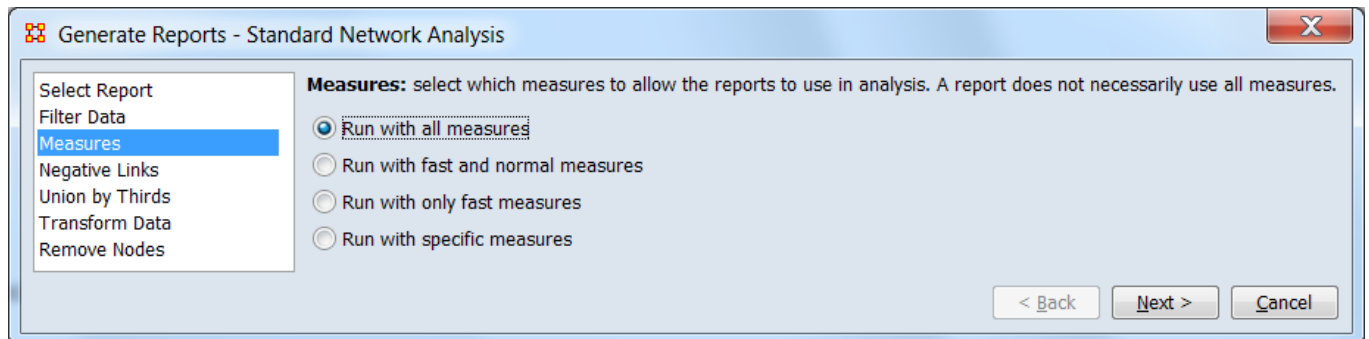 Generate Reports - Standard Network Analysis
Select Report
Filter Data
Measures
Negative Links
Union by Thirds
Transform Data
Remove Nodes
Measures: select which measures to allow the reports to use in analysis. A report does not necessarily use all measures.
Run with all measures
Run with fast and normal measures
Run with only fast measures
Run with specific measures
< Back
Next >
Cancel